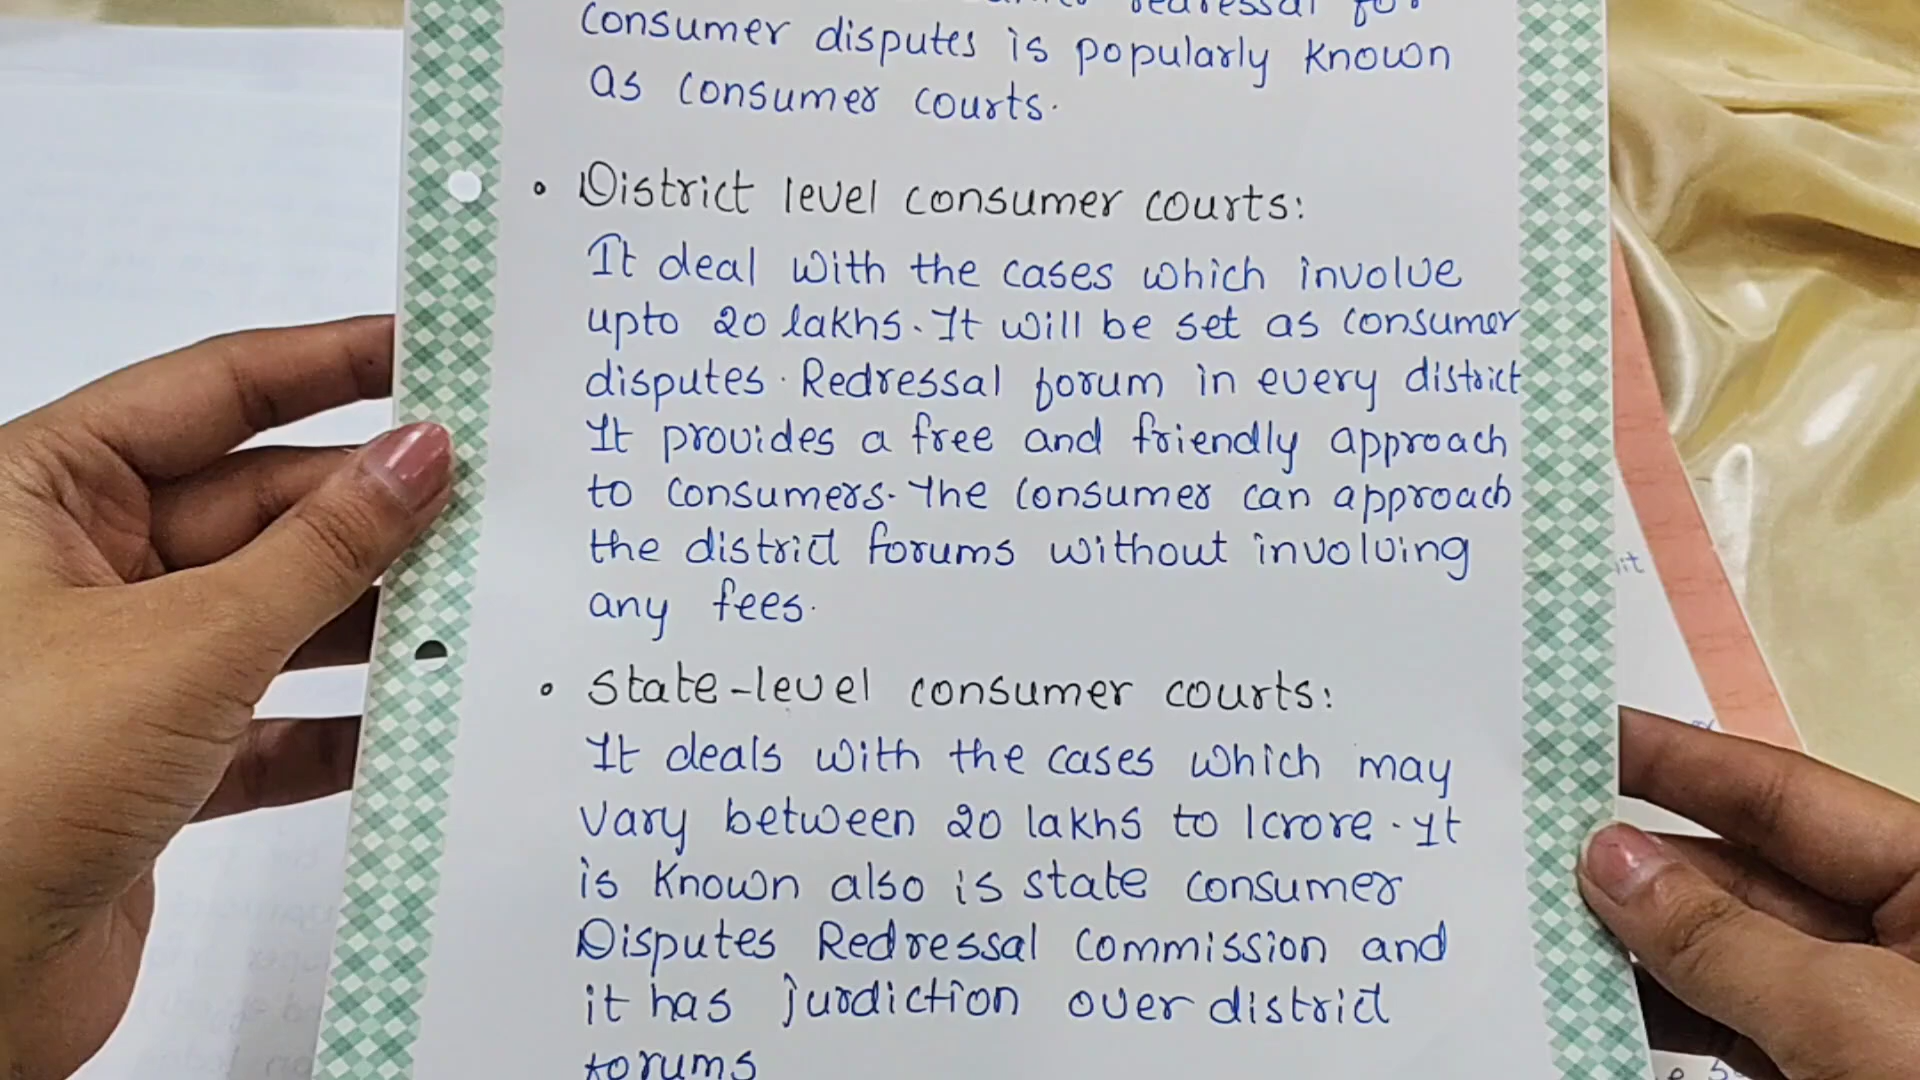 redressal for
consumer disputes is popularly known
as consumer courts.
• District level consumer courts:
It deal with the cases which involve
upto 20 lakhs. It will be set as consumer
disputes. Redressal forum in every district
It provides a free and friendly approach
to consumers. The consumer can approach
the district forums without involving
any fees.
• State-level consumer courts:
It deals with the cases which may
vary between 20 lakhs to 1crore. It
is known also is state consumer
Disputes Redressal Commission and
it has jurdiction over district
forums